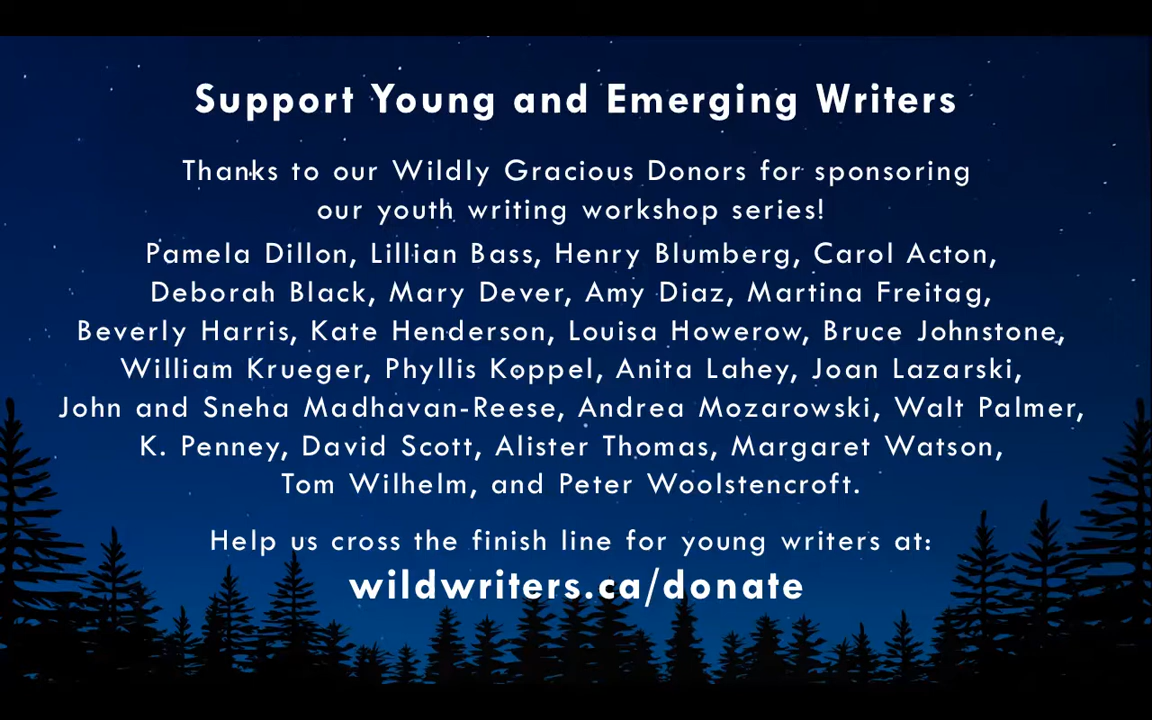 Support Young and Emerging Writers
Thanks to our Wildly Gracious Donors for sponsoring
our youth writing workshop series!
Pamela Dillon, Lillian Bass, Henry Blumberg, Carol Acton,
Deborah Black, Mary Dever, Amy Diaz, Martina Freitag,
Beverly Harris, Kate Henderson, Louisa Howerow, Bruce Johnstone,
William Krueger, Phyllis Koppel, Anita Lahey, Joan Lazarski,
John and Sneha Madhavan-Reese, Andrea Mozarowski, Walt Palmer,
K. Penney, David Scott, Alister Thomas, Margaret Watson,
Tom Wilhelm, and Peter Woolstencroft.
Help us cross the finish line for young writers at:
wildwriters.ca/donate